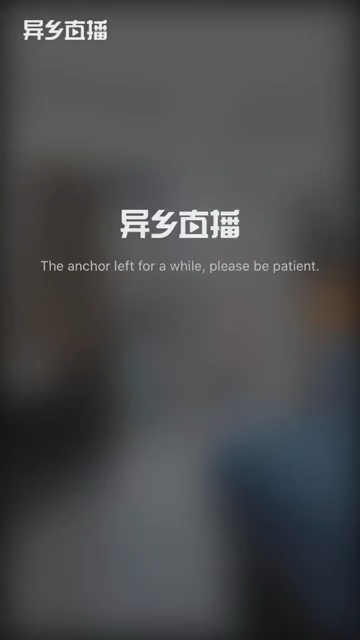 异乡直播
异乡直播
The anchor left for a while, please be patient.